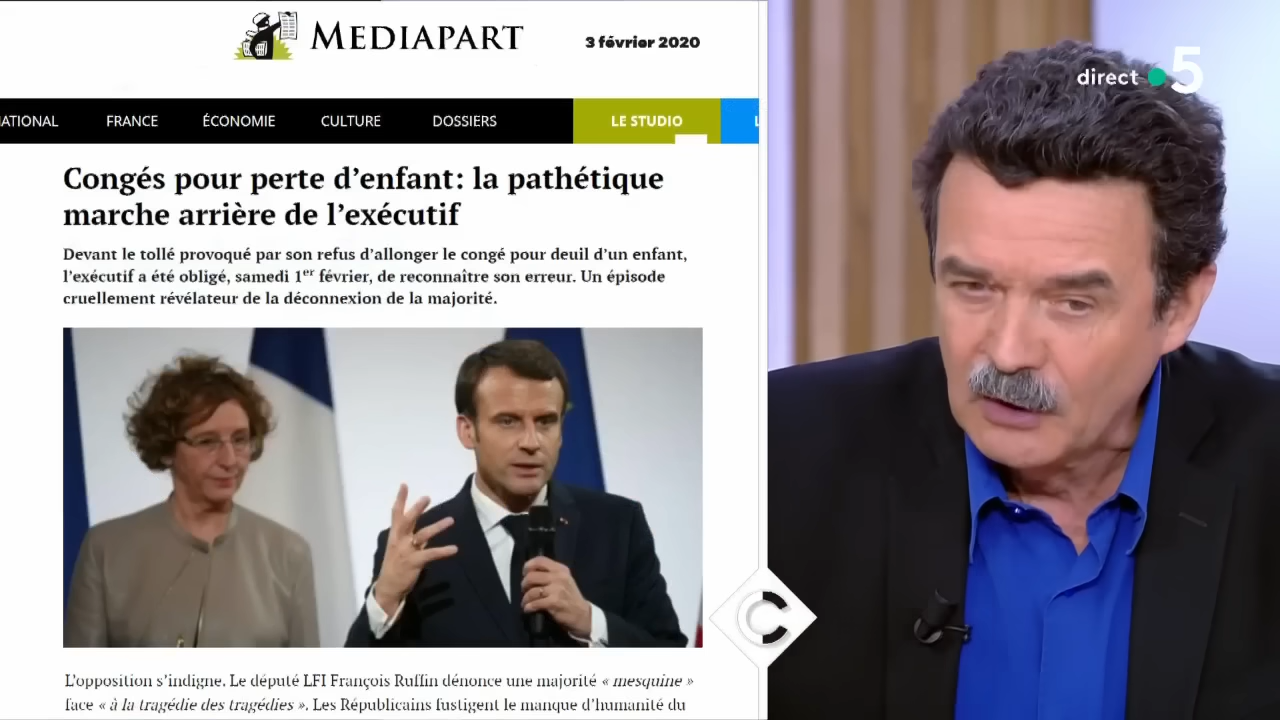 MEDIAPART
3 février 2020
ATIONAL FRANCE ÉCONOMIE CULTURE DOSSIERS LE STUDIO L
Congés pour perte d’enfant: la pathétique
marche arrière de l’exécutif
Devant le tollé provoqué par son refus d’allonger le congé pour deuil d’un enfant,
l’exécutif a été obligé, samedi 1er février, de reconnaître son erreur. Un épisode
cruellement révélateur de la déconnexion de la majorité.
L’opposition s’indigne. Le député LFI François Ruffin dénonce une majorité « mesquine »
face « à la tragédie des tragédies ». Les Républicains fustigent le manque d’humanité du
direct 5
C